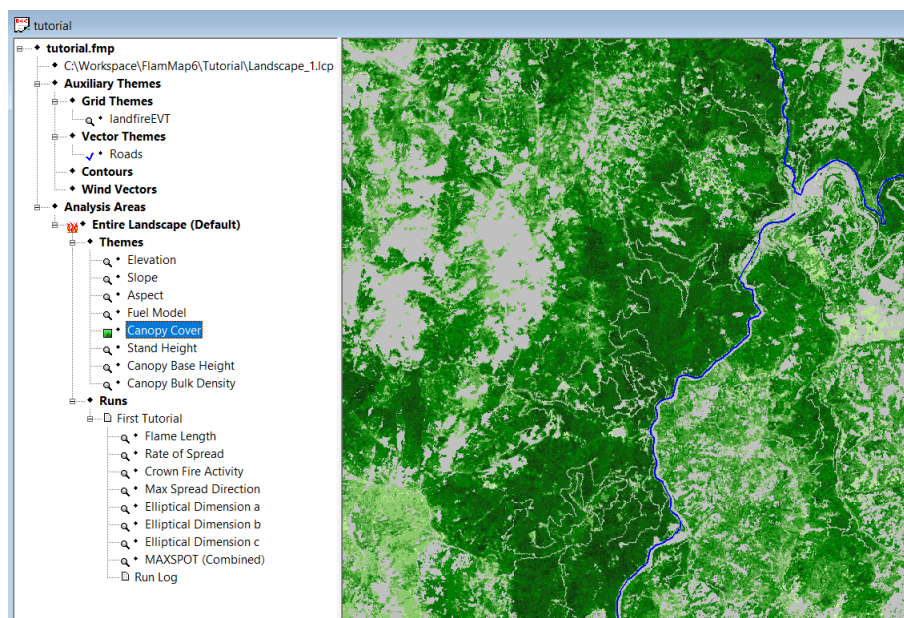 tutorial
tutorial.fmp
C:\Workspace\FlamMap6\Tutorial\Landscape_1.lcp
Auxiliary Themes
Grid Themes
landfireEVT
Vector Themes
Roads
Contours
Wind Vectors
Analysis Areas
Entire Landscape (Default)
Themes
Elevation
Slope
Aspect
Fuel Model
Canopy Cover
Stand Height
Canopy Base Height
Canopy Bulk Density
Runs
First Tutorial
Flame Length
Rate of Spread
Crown Fire Activity
Max Spread Direction
Elliptical Dimension a
Elliptical Dimension b
Elliptical Dimension c
MAXSPOT (Combined)
Run Log